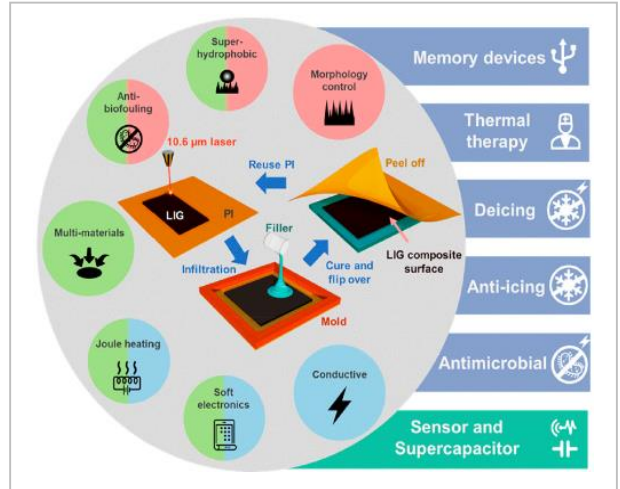 Super-
hydrophobic
Morphology
control
Anti-
biofouling
10.6 μm laser
Reuse PI
Peel off
LIG
PI
Filler
Multi-materials
Infiltration
Cure and
flip over
LIG composite
surface
Mold
Joule heating
Soft
electronics
Conductive
Memory devices
Thermal
therapy
Deicing
Anti-icing
Antimicrobial
Sensor and
Supercapacitor